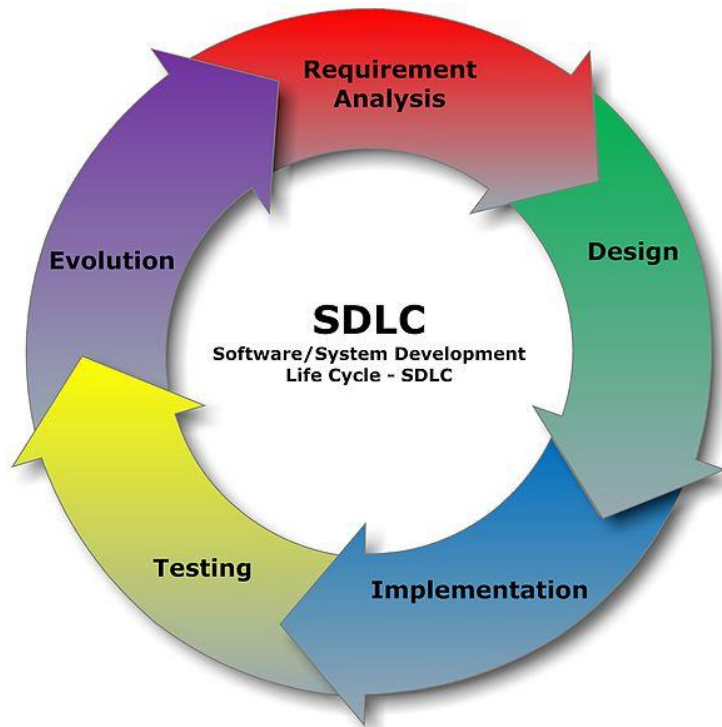 Requirement
Analysis
Design
Evolution
SDLC
Software/System Development
Life Cycle - SDLC
Testing
Implementation